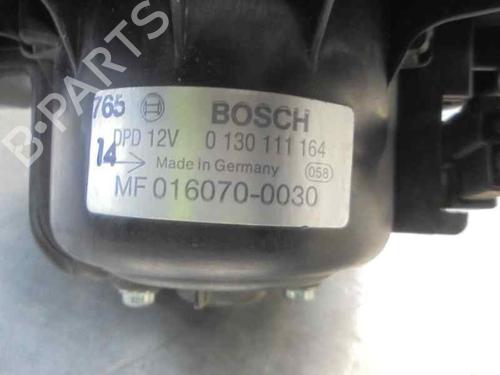 765 BOSCH
DPD 12V 0 130 111 164
14 Made in Germany 058
MF 016070-0030
B-PARTS